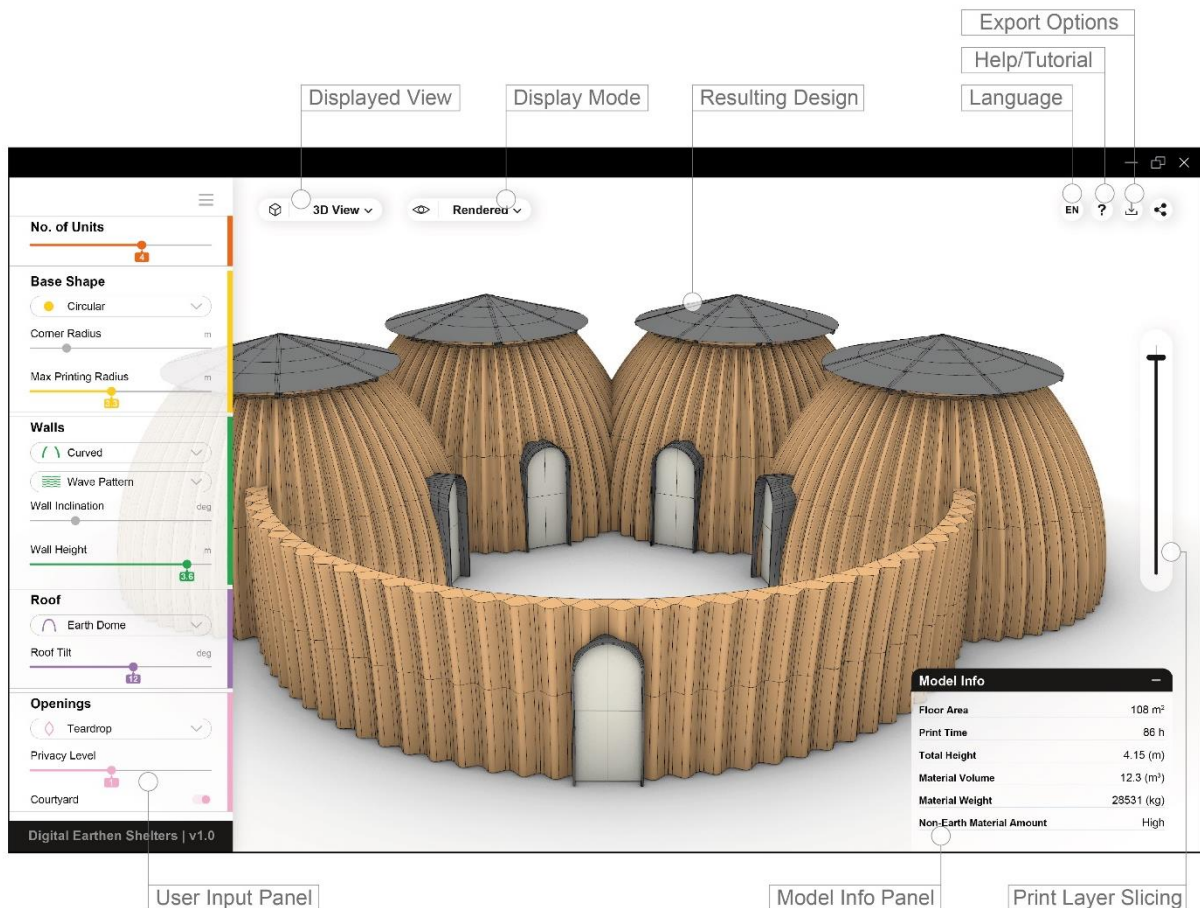 Export Options
Help/Tutorial
Displayed View
Display Mode
Resulting Design
Language
3D View
Rendered
EN
?
No. of Units
4
Base Shape
Circular
Corner Radius m
Max Printing Radius m
Walls
Curved
Wave Pattern
Wall Inclination deg
Wall Height m
3.6
Roof
Earth Dome
Roof Tilt deg
12
Openings
Teardrop
Privacy Level
1
Courtyard
Digital Earthen Shelters | v1.0
Model Info
Floor Area 108 m²
Print Time 86 h
Total Height 4.15 (m)
Material Volume 12.3 (m³)
Material Weight 28531 (kg)
Non-Earth Material Amount High
User Input Panel
Model Info Panel
Print Layer Slicing